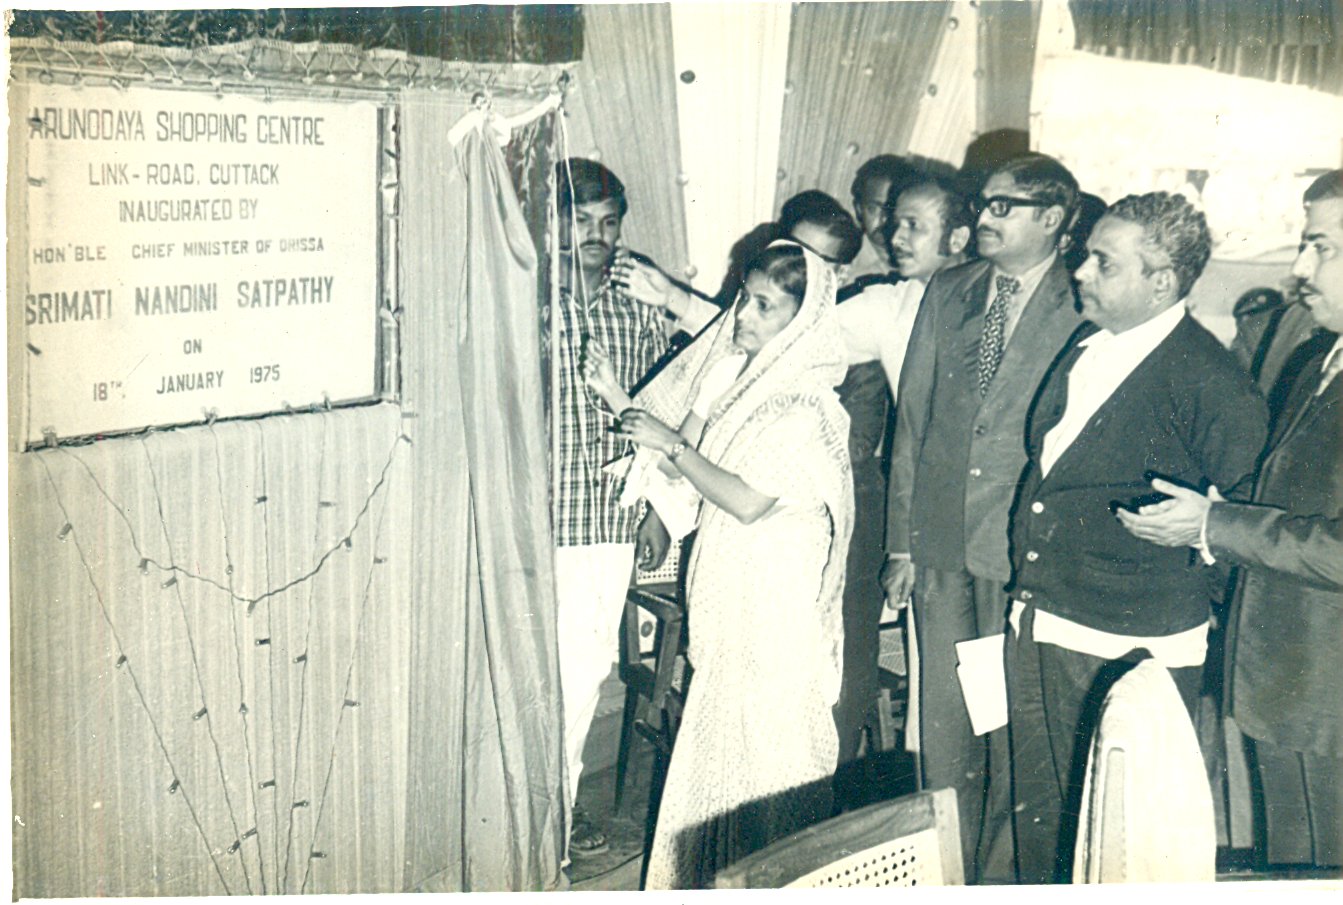 ARUNODAYA SHOPPING CENTRE
LINK-ROAD, CUTTACK
INAUGURATED BY
HON'BLE CHIEF MINISTER OF ORISSA
SRIMATI NANDINI SATPATHY
ON
18TH JANUARY 1975